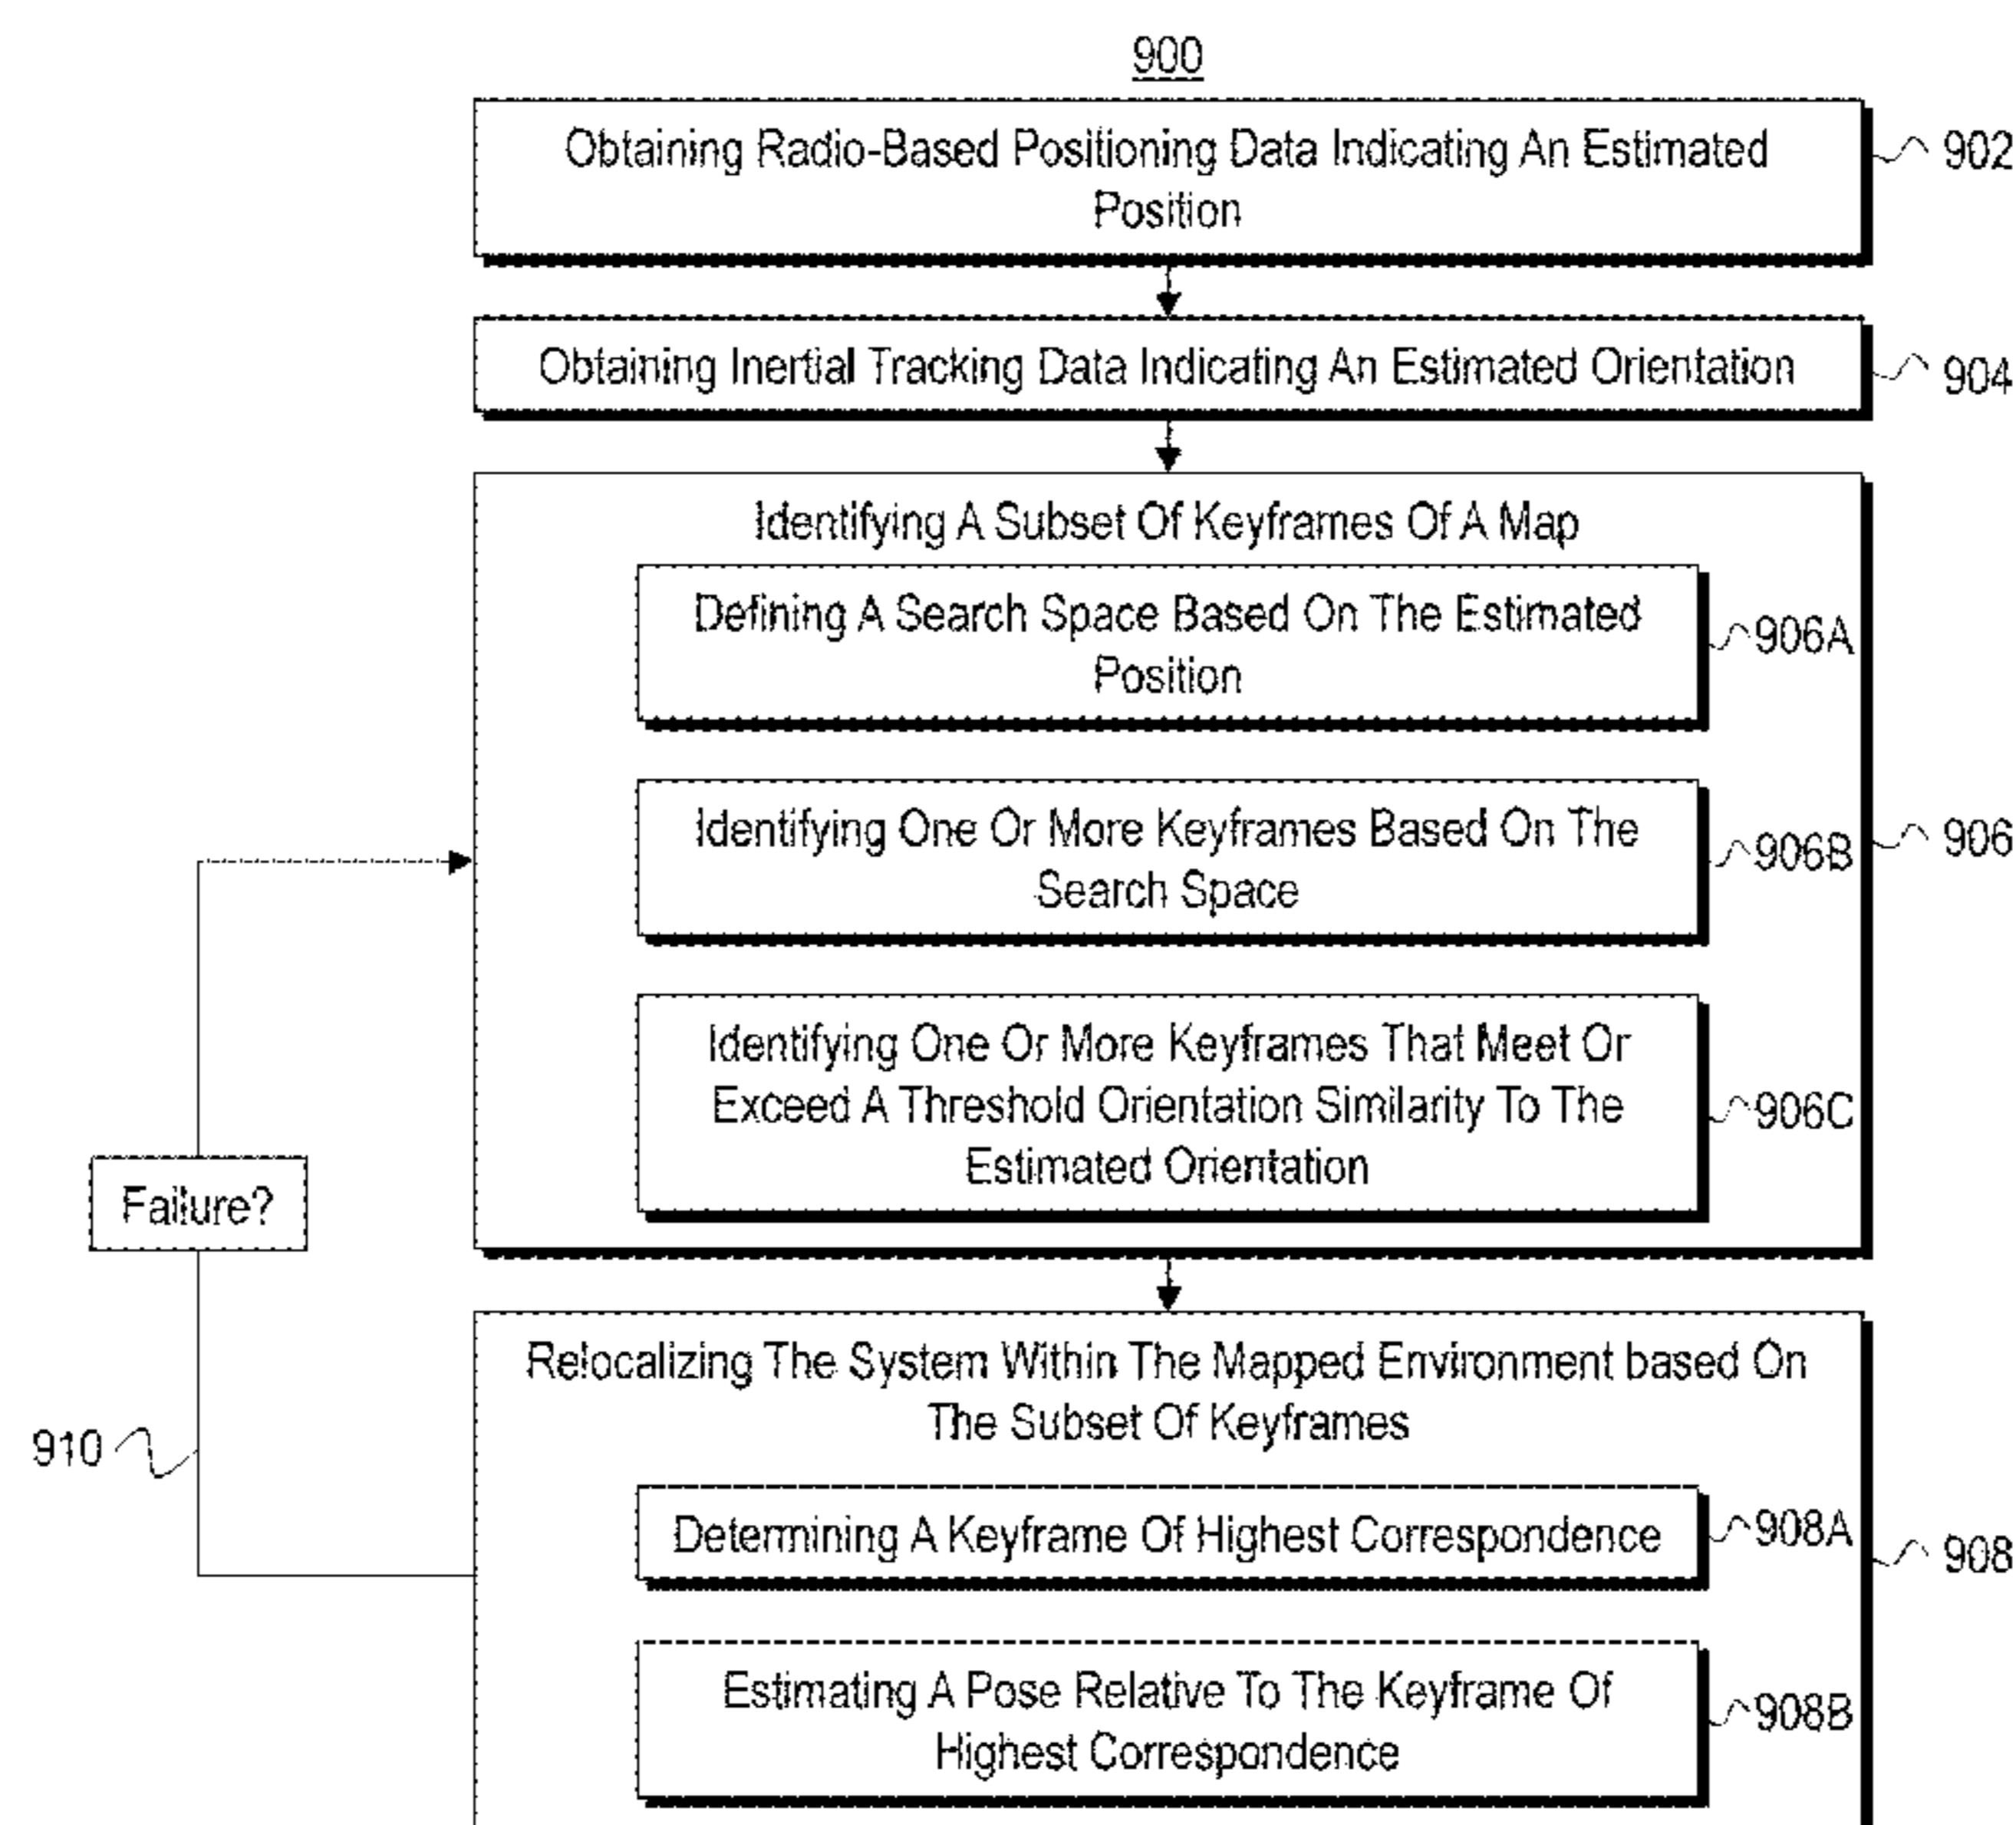 900
Obtaining Radio-Based Positioning Data Indicating An Estimated
Position
902
Obtaining Inertial Tracking Data Indicating An Estimated Orientation
904
Identifying A Subset Of Keyframes Of A Map
Defining A Search Space Based On The Estimated
Position
906A
Identifying One Or More Keyframes Based On The
Search Space
906B
906
Identifying One Or More Keyframes That Meet Or
Exceed A Threshold Orientation Similarity To The
Estimated Orientation
906C
Failure?
Relocalizing The System Within The Mapped Environment based On
The Subset Of Keyframes
910
Determining A Keyframe Of Highest Correspondence
908A
908
Estimating A Pose Relative To The Keyframe Of
Highest Correspondence
908B